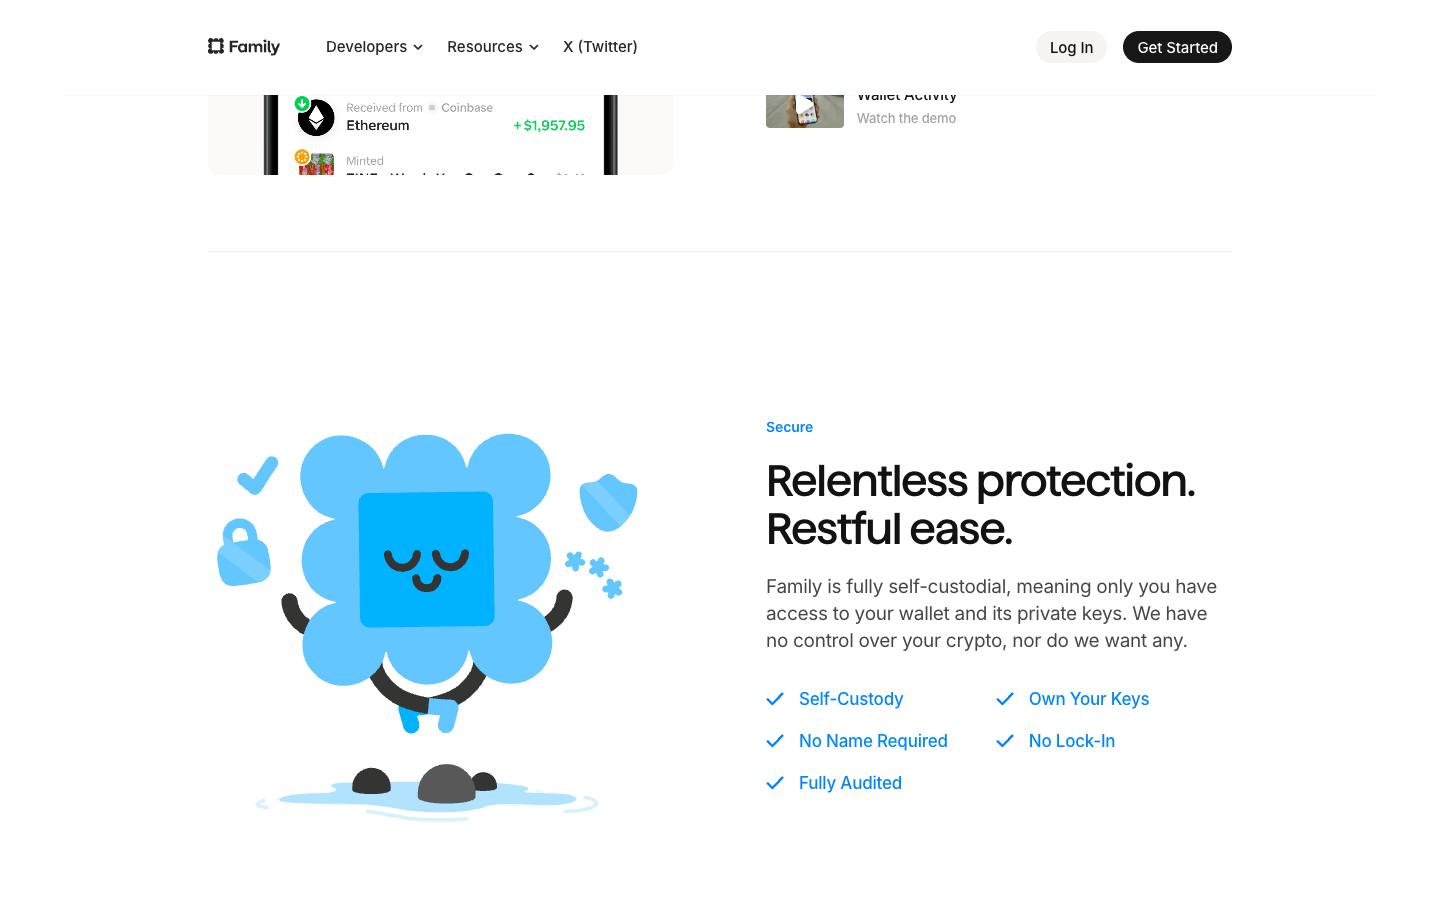 Family
Developers
Resources
X (Twitter)
Log In
Get Started
Received from Coinbase
Ethereum
+$1,957.95
Minted
Wallet Activity
Watch the demo
Secure
Relentless protection.
Restful ease.
Family is fully self-custodial, meaning only you have
access to your wallet and its private keys. We have
no control over your crypto, nor do we want any.
Self-Custody
Own Your Keys
No Name Required
No Lock-In
Fully Audited